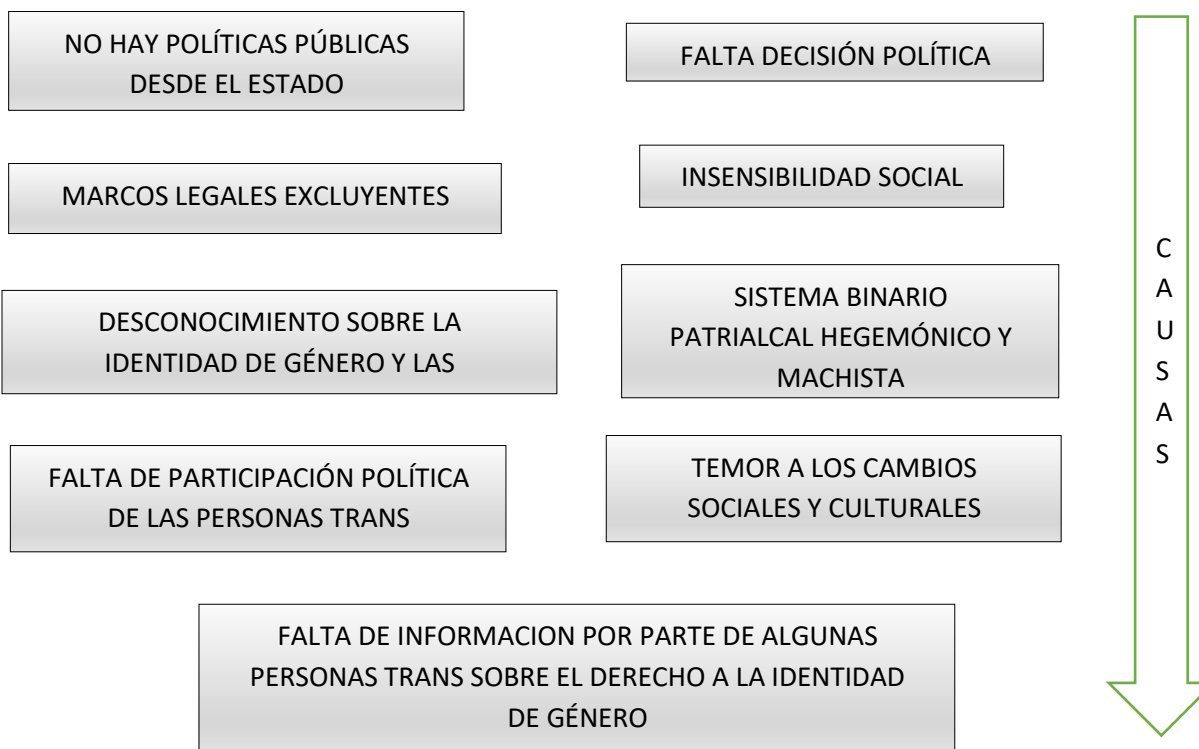 NO HAY POLÍTICAS PÚBLICAS
DESDE EL ESTADO
FALTA DECISIÓN POLÍTICA
MARCOS LEGALES EXCLUYENTES
INSENSIBILIDAD SOCIAL
DESCONOCIMIENTO SOBRE LA
IDENTIDAD DE GÉNERO Y LAS
SISTEMA BINARIO
PATRIALCAL HEGEMÓNICO Y
MACHISTA
FALTA DE PARTICIPACIÓN POLÍTICA
DE LAS PERSONAS TRANS
TEMOR A LOS CAMBIOS
SOCIALES Y CULTURALES
FALTA DE INFORMACION POR PARTE DE ALGUNAS
PERSONAS TRANS SOBRE EL DERECHO A LA IDENTIDAD
DE GÉNERO
C
A
U
S
A
S